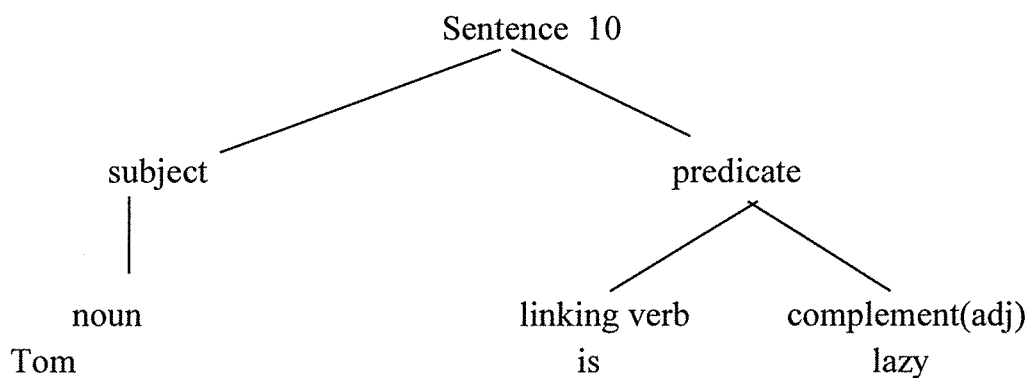 Sentence 10
subject predicate
noun linking verb complement(adj)
Tom is lazy